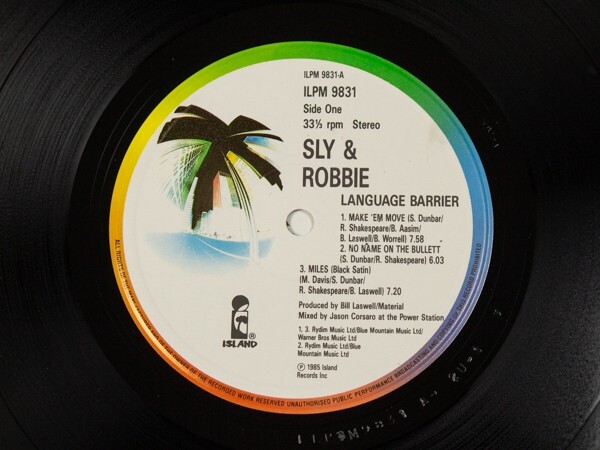 ILPM 9831-A
ILPM 9831
Side One
33⅓ rpm Stereo
SLY &
ROBBIE
LANGUAGE BARRIER
1. MAKE 'EM MOVE (S. Dunbar/
R. Shakespeare/B. Aasim/
B. Laswell/B. Worrell) 7.58
2. NO NAME ON THE BULLETT
(S. Dunbar/R. Shakespeare) 6.03
3. MILES (Black Satin)
(M. Davis/S. Dunbar/
R. Shakespeare/B. Laswell) 7.20
Produced by Bill Laswell/Material
Mixed by Jason Corsaro at the Power Station
1. 3. Rydim Music Ltd/Blue Mountain Music Ltd/
Warner Bros Music Ltd
2. Rydim Music Ltd/Blue
Mountain Music Ltd
℗ 1985 Island
Records Inc
ISLAND ®
ALL RIGHTS OF THE OF THE RECORDED WORK RESERVED UNAUTHORISED PUBLIC PERFORMANCE BROADCASTING AND COPYING OF THIS RECORD PROHIBITED